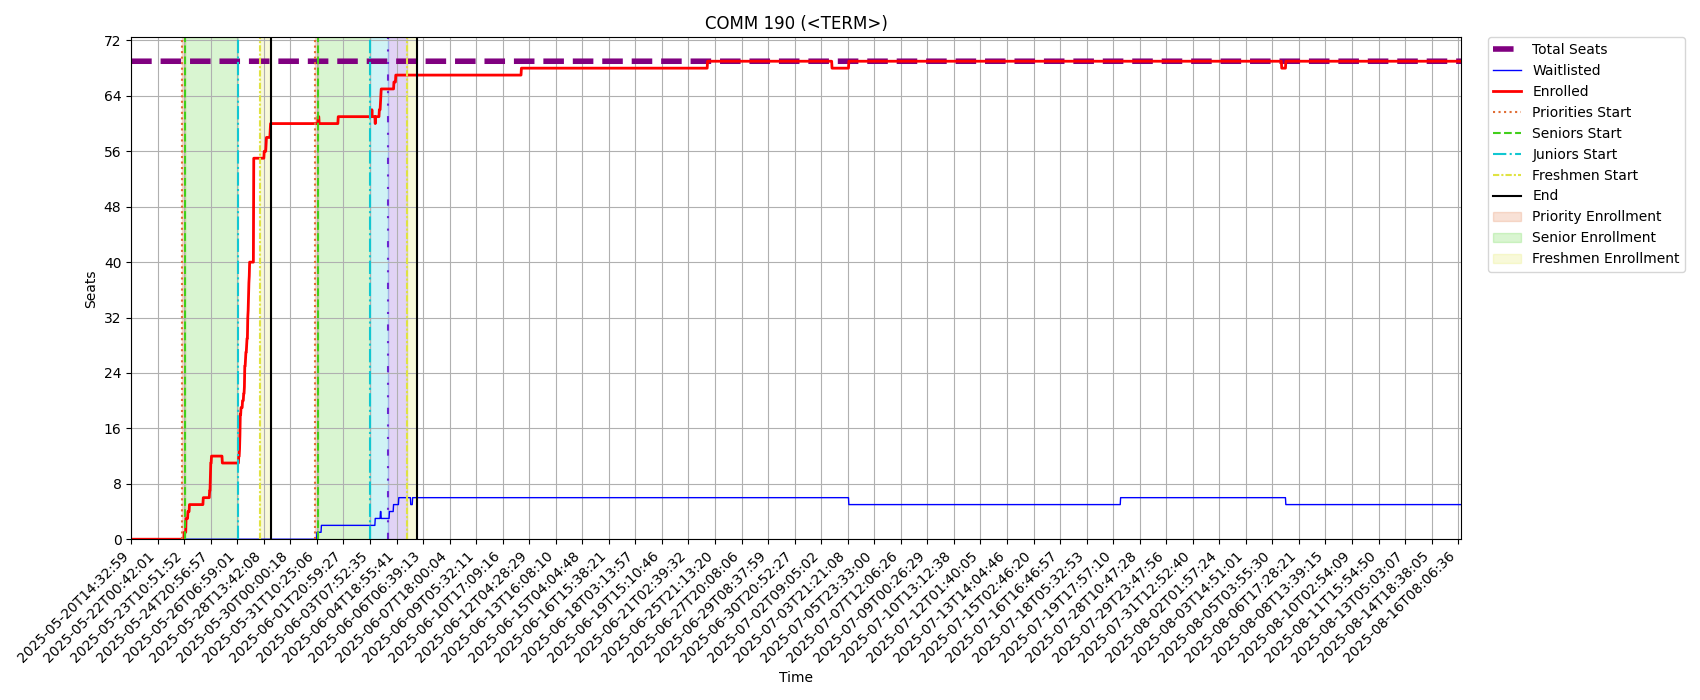 COMM 190 (<TERM>)
72
64
56
48
40
32
24
16
8
0
Seats
2025-05-20T14:32:59
2025-05-22T00:42:01
2025-05-23T10:51:52
2025-05-24T20:56:57
2025-05-26T06:59:01
2025-05-28T13:42:08
2025-05-30T00:00:18
2025-05-31T10:25:06
2025-06-01T20:59:27
2025-06-03T07:52:35
2025-06-04T18:55:41
2025-06-06T06:39:13
2025-06-07T18:00:04
2025-06-09T05:32:11
2025-06-10T17:09:16
2025-06-12T04:28:29
2025-06-13T16:08:10
2025-06-15T04:04:48
2025-06-16T15:38:21
2025-06-18T03:13:57
2025-06-19T15:10:46
2025-06-21T02:39:32
2025-06-25T21:13:20
2025-06-27T20:08:06
2025-06-29T08:37:59
2025-06-30T20:52:27
2025-07-02T09:05:02
2025-07-03T21:21:08
2025-07-05T23:33:00
2025-07-07T12:06:26
2025-07-09T00:26:29
2025-07-10T13:12:38
2025-07-12T01:40:05
2025-07-13T14:04:46
2025-07-15T02:46:20
2025-07-16T16:46:57
2025-07-18T05:32:53
2025-07-19T17:57:10
2025-07-28T10:47:28
2025-07-29T23:47:56
2025-07-31T12:52:40
2025-08-02T01:57:24
2025-08-03T14:51:01
2025-08-05T03:55:30
2025-08-06T17:28:21
2025-08-08T13:39:15
2025-08-10T02:54:09
2025-08-11T15:54:50
2025-08-13T05:03:07
2025-08-14T18:38:05
2025-08-16T08:06:36
Time
Total Seats
Waitlisted
Enrolled
Priorities Start
Seniors Start
Juniors Start
Freshmen Start
End
Priority Enrollment
Senior Enrollment
Freshmen Enrollment